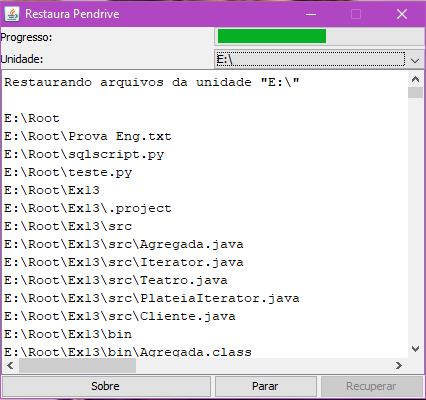 Restaura Pendrive
Progresso:
Unidade: E:\
Restaurando arquivos da unidade "E:\"
E:\Root
E:\Root\Prova Eng.txt
E:\Root\sqlscript.py
E:\Root\teste.py
E:\Root\Ex13
E:\Root\Ex13\.project
E:\Root\Ex13\src
E:\Root\Ex13\src\Agregada.java
E:\Root\Ex13\src\Iterator.java
E:\Root\Ex13\src\Teatro.java
E:\Root\Ex13\src\PlateiaIterator.java
E:\Root\Ex13\src\Cliente.java
E:\Root\Ex13\bin
E:\Root\Ex13\bin\Agregada.class
Sobre Parar Recuperar